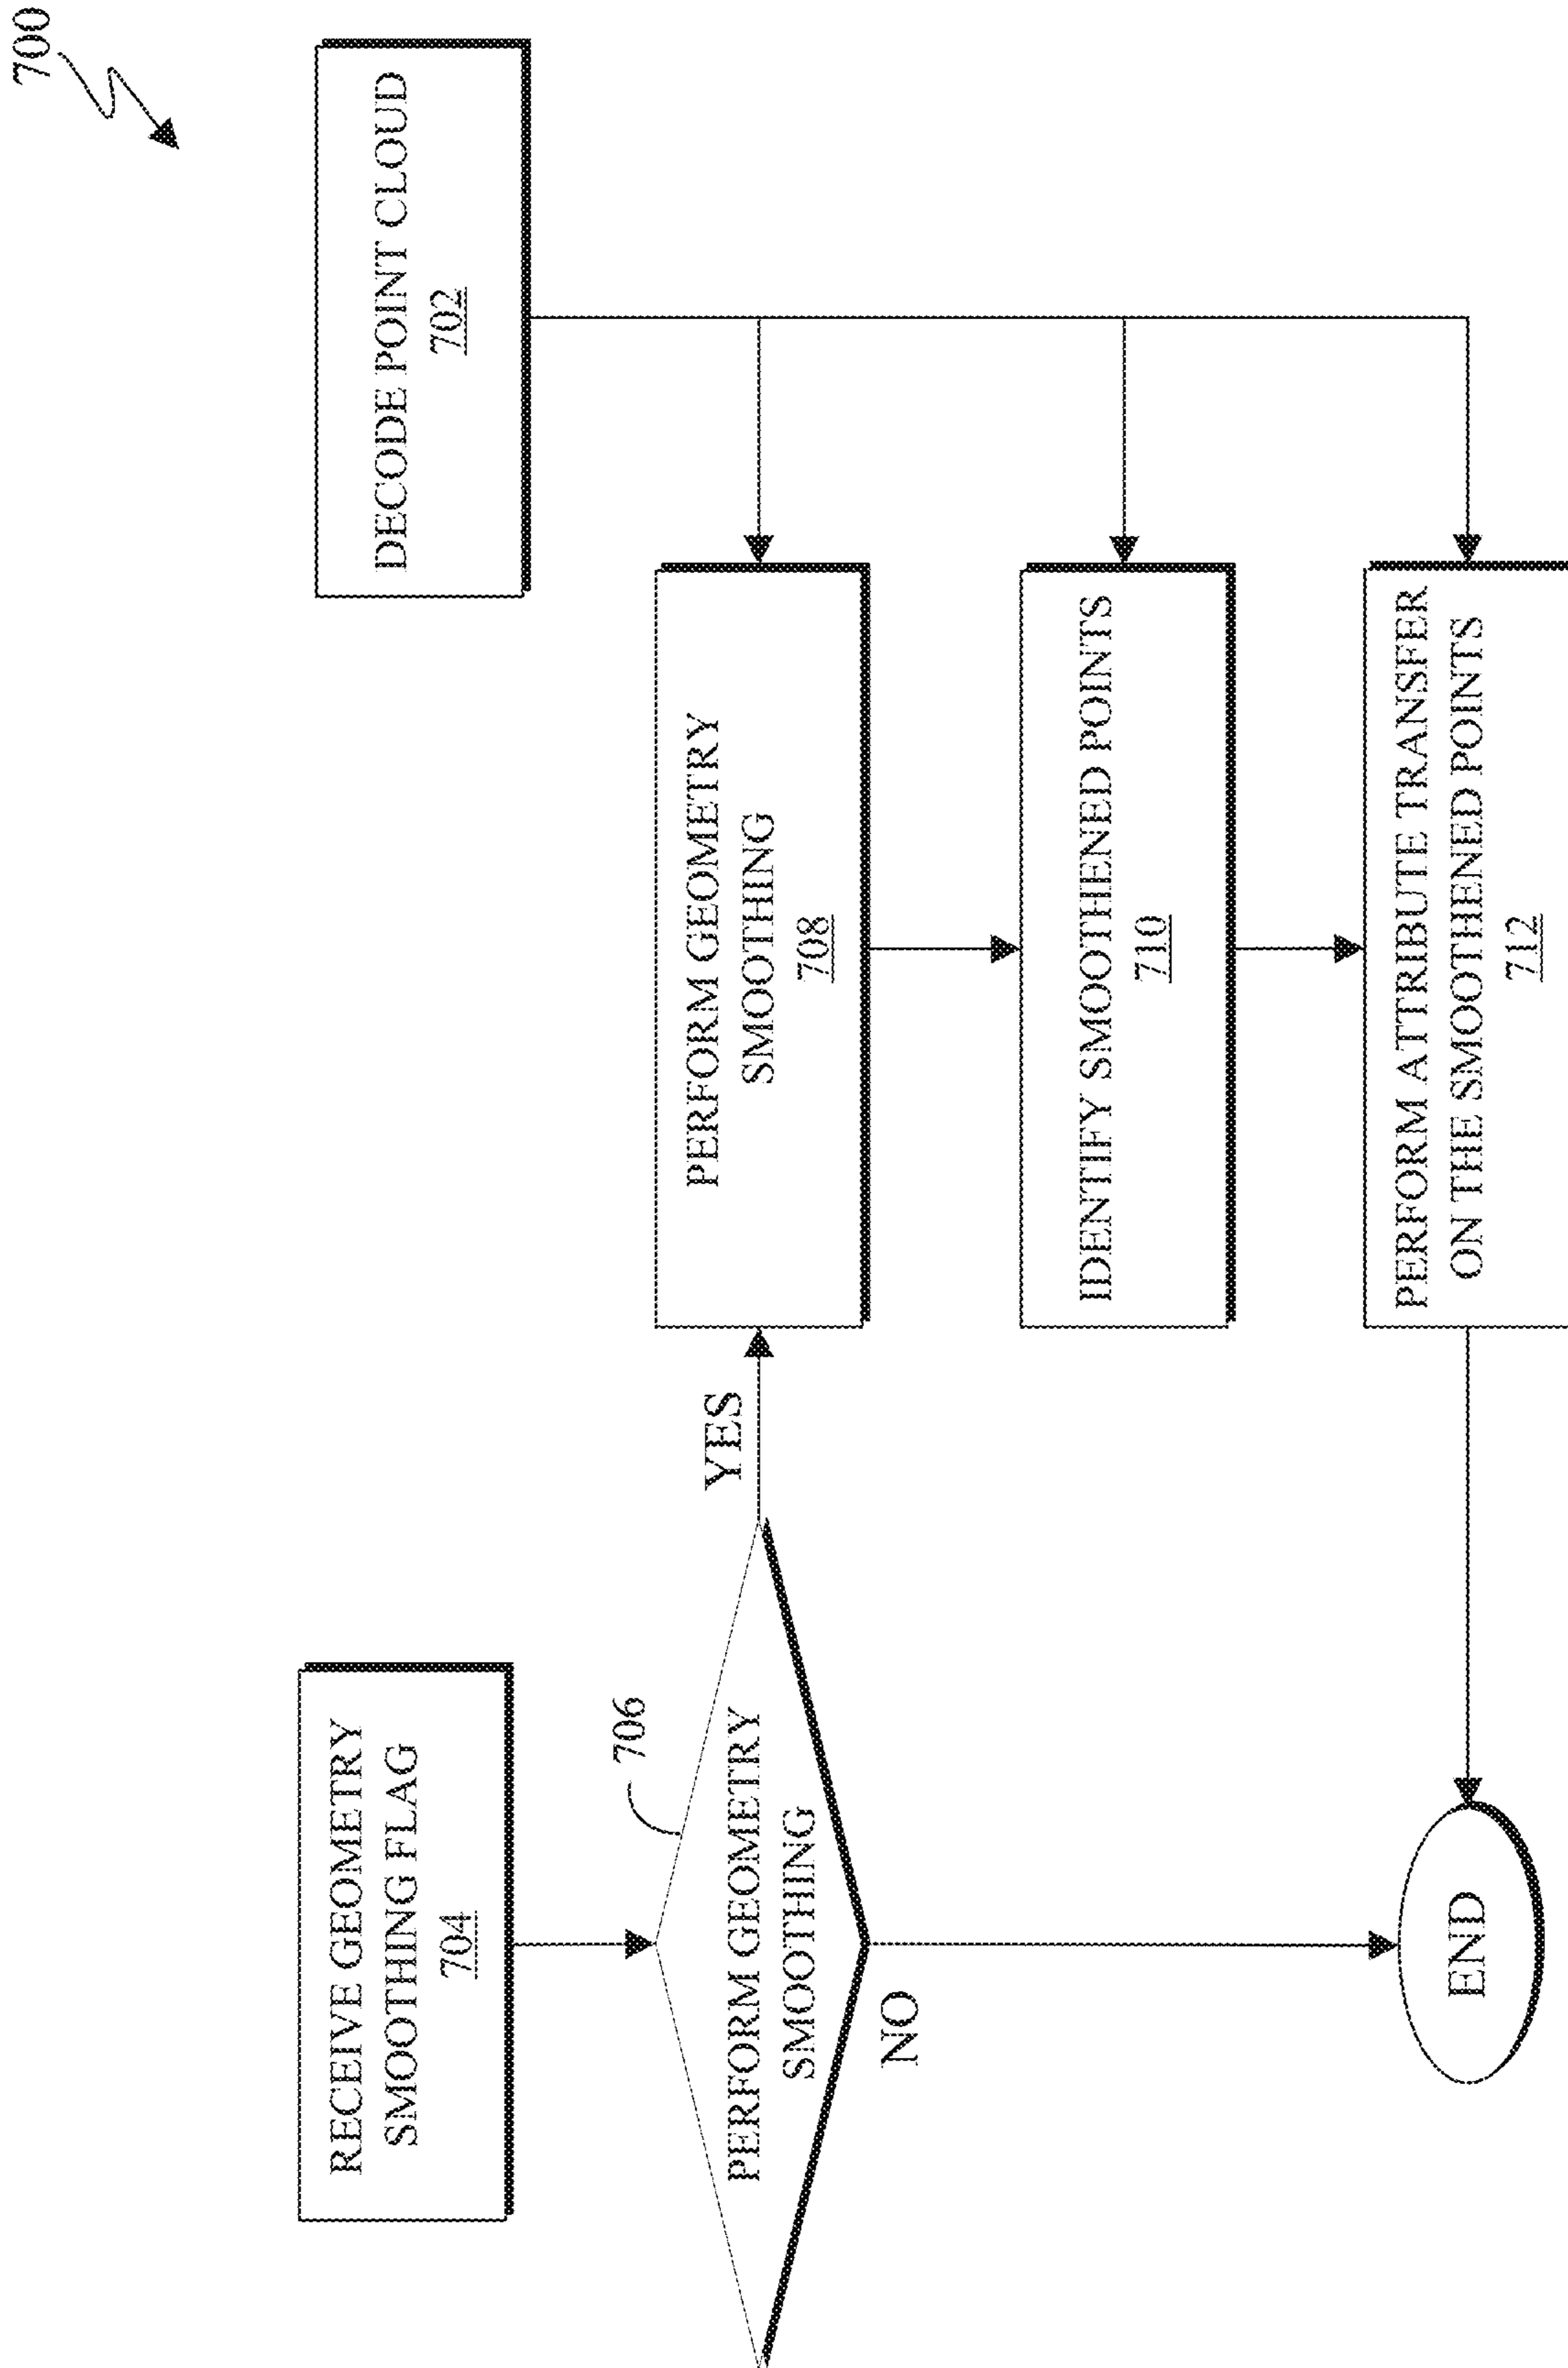 700
RECEIVE GEOMETRY
SMOOTHING FLAG
704
DECODE POINT CLOUD
702
706
PERFORM GEOMETRY
SMOOTHING
YES
NO
PERFORM GEOMETRY
SMOOTHING
708
IDENTIFY SMOOTHENED POINTS
710
PERFORM ATTRIBUTE TRANSFER
ON THE SMOOTHENED POINTS
712
END